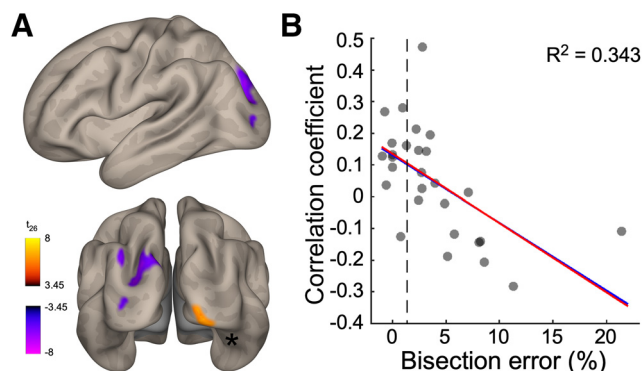 A
t26
8
3.45
-3.45
-8
*
B
R² = 0.343
Correlation coefficient
0.5
0.4
0.3
0.2
0.1
0
-0.1
-0.2
-0.3
-0.4
0 5 10 15 20
Bisection error (%)